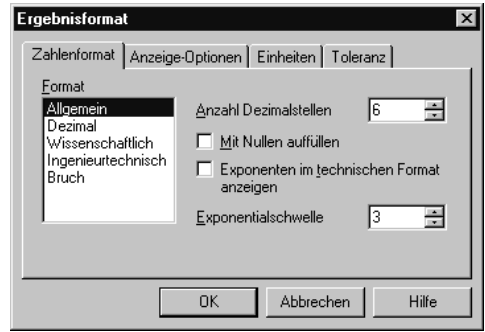 Ergebnisformat
Zahlenformat Anzeige-Optionen Einheiten Toleranz
Format
Allgemein
Dezimal
Wissenschaftlich
Ingenieurtechnisch
Bruch
Anzahl Dezimalstellen 6
Mit Nullen auffüllen
Exponenten im technischen Format
anzeigen
Exponentialschwelle 3
OK Abbrechen Hilfe